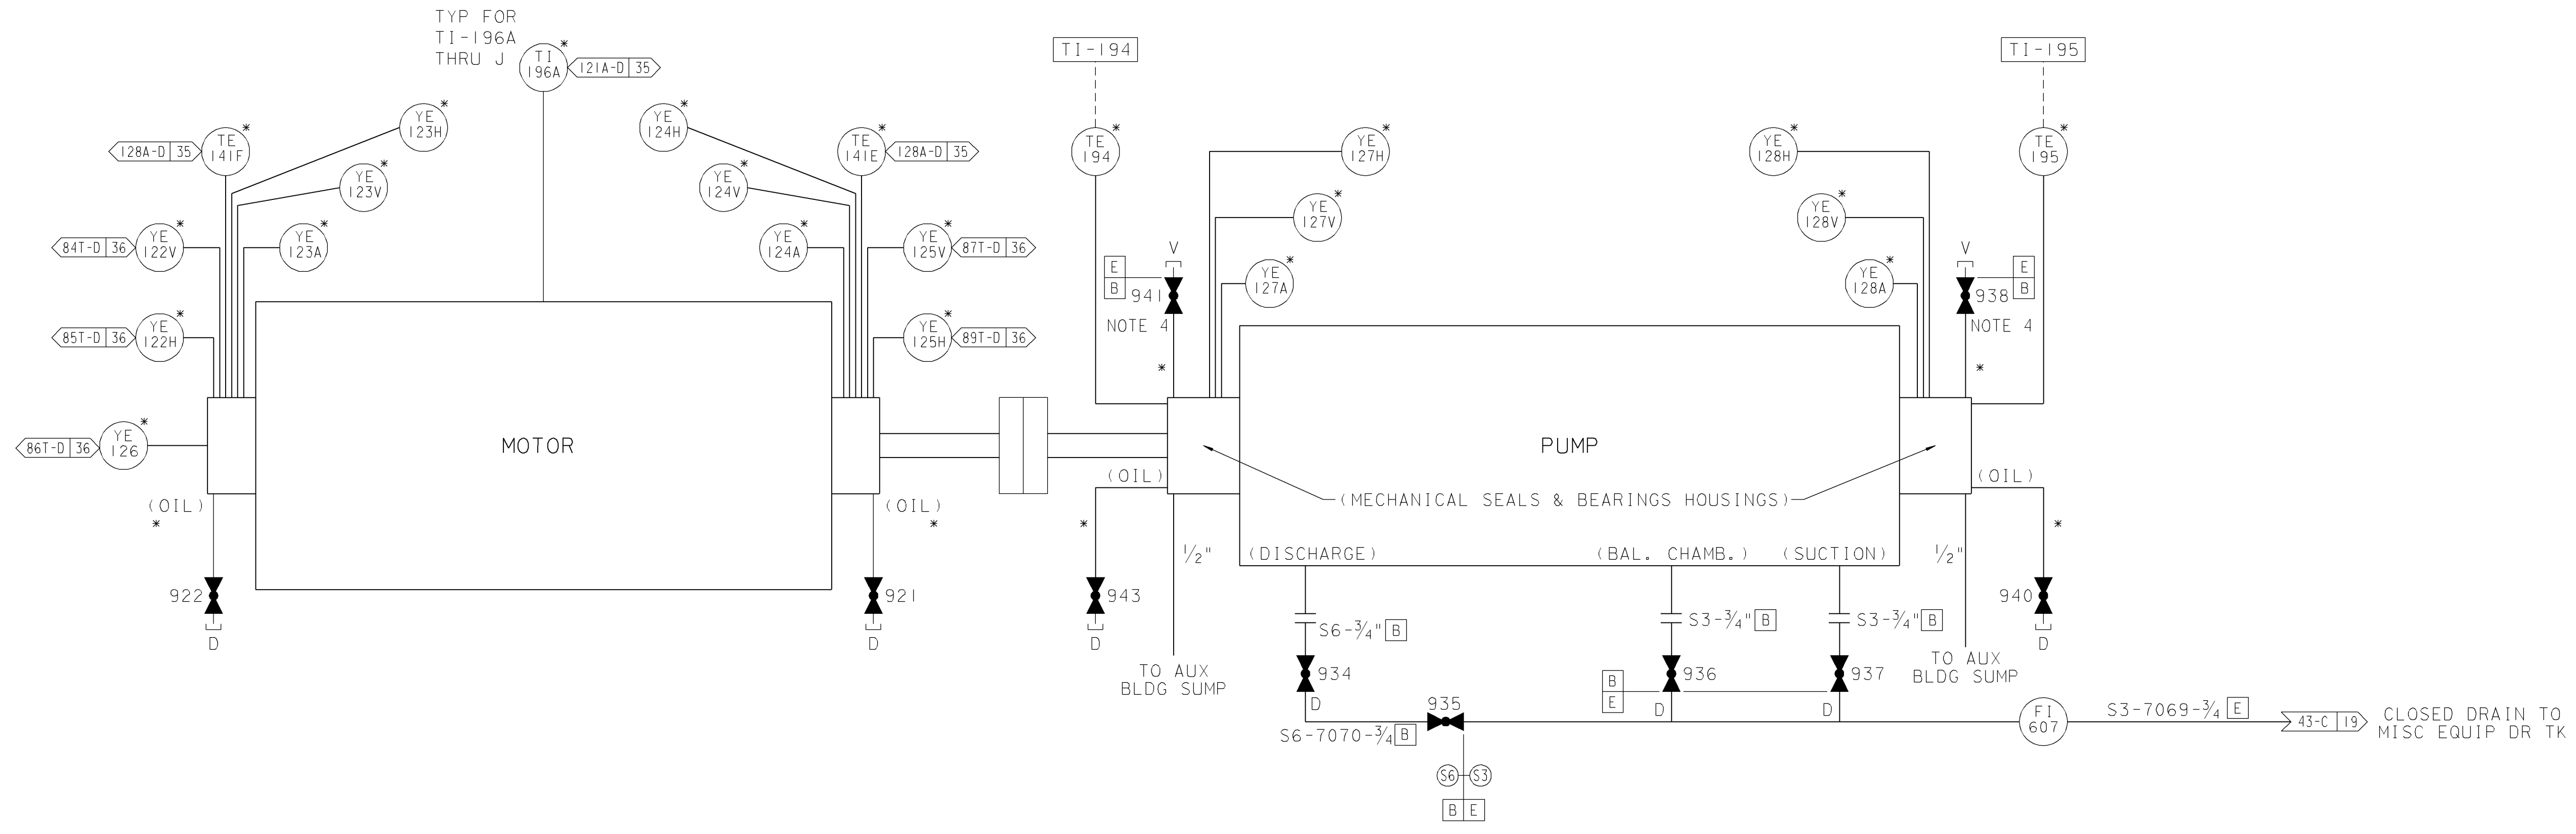 TYP FOR
TI-196A
THRU J
TI
196A
*
121A-D 35
TI-194
TI-195
YE
123H
*
YE
124H
*
128A-D 35
TE
141F
*
TE
141E
*
128A-D 35
TE
194
*
YE
127H
*
YE
128H
*
TE
195
*
YE
123V
*
YE
124V
*
YE
127V
*
YE
128V
*
84T-D 36
YE
122V
*
YE
123A
*
YE
124A
*
YE
125V
*
87T-D 36
V
E
B
941
NOTE 4
*
YE
127A
*
YE
128A
*
V
938
E
B
NOTE 4
*
85T-D 36
YE
122H
*
YE
125H
*
89T-D 36
86T-D 36
YE
126
*
MOTOR
PUMP
(OIL)
*
(OIL)
*
(OIL)
*
(OIL)
*
(MECHANICAL SEALS & BEARINGS HOUSINGS)
1/2"
(DISCHARGE)
(BAL. CHAMB.)
(SUCTION)
1/2"
922
D
921
D
943
D
940
D
S6-3/4" B
S3-3/4" B
S3-3/4" B
TO AUX
BLDG SUMP
TO AUX
BLDG SUMP
934
D
936
D
937
D
B
E
935
S6-7070-3/4 B
S6 S3
B E
FI
607
S3-7069-3/4 E
43-C 19
CLOSED DRAIN TO
MISC EQUIP DR TK